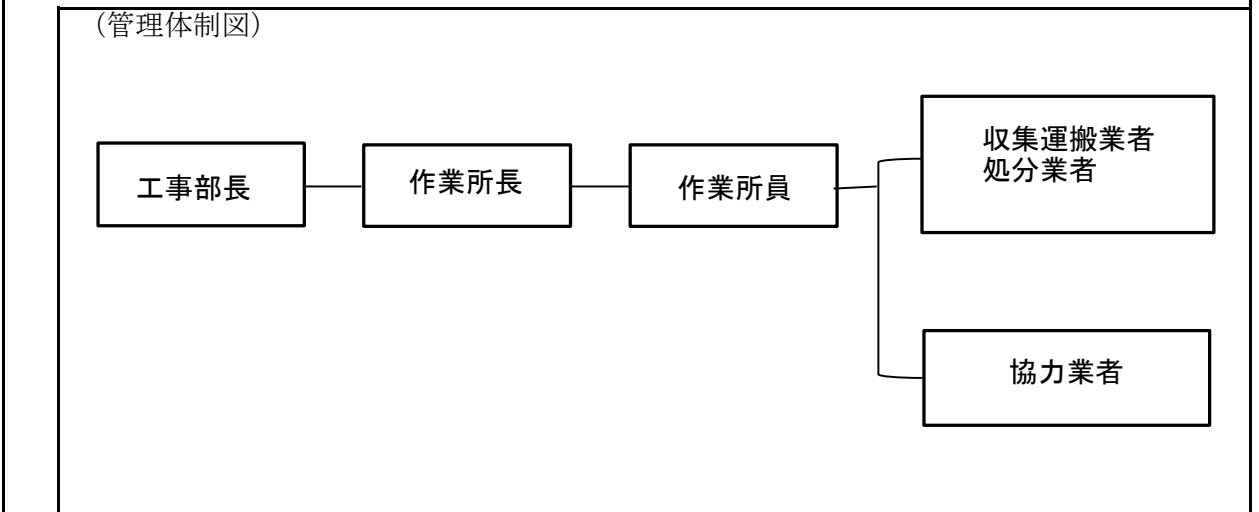 （管理体制図）
工事部長
作業所長
作業所員
収集運搬業者
処分業者
協力業者